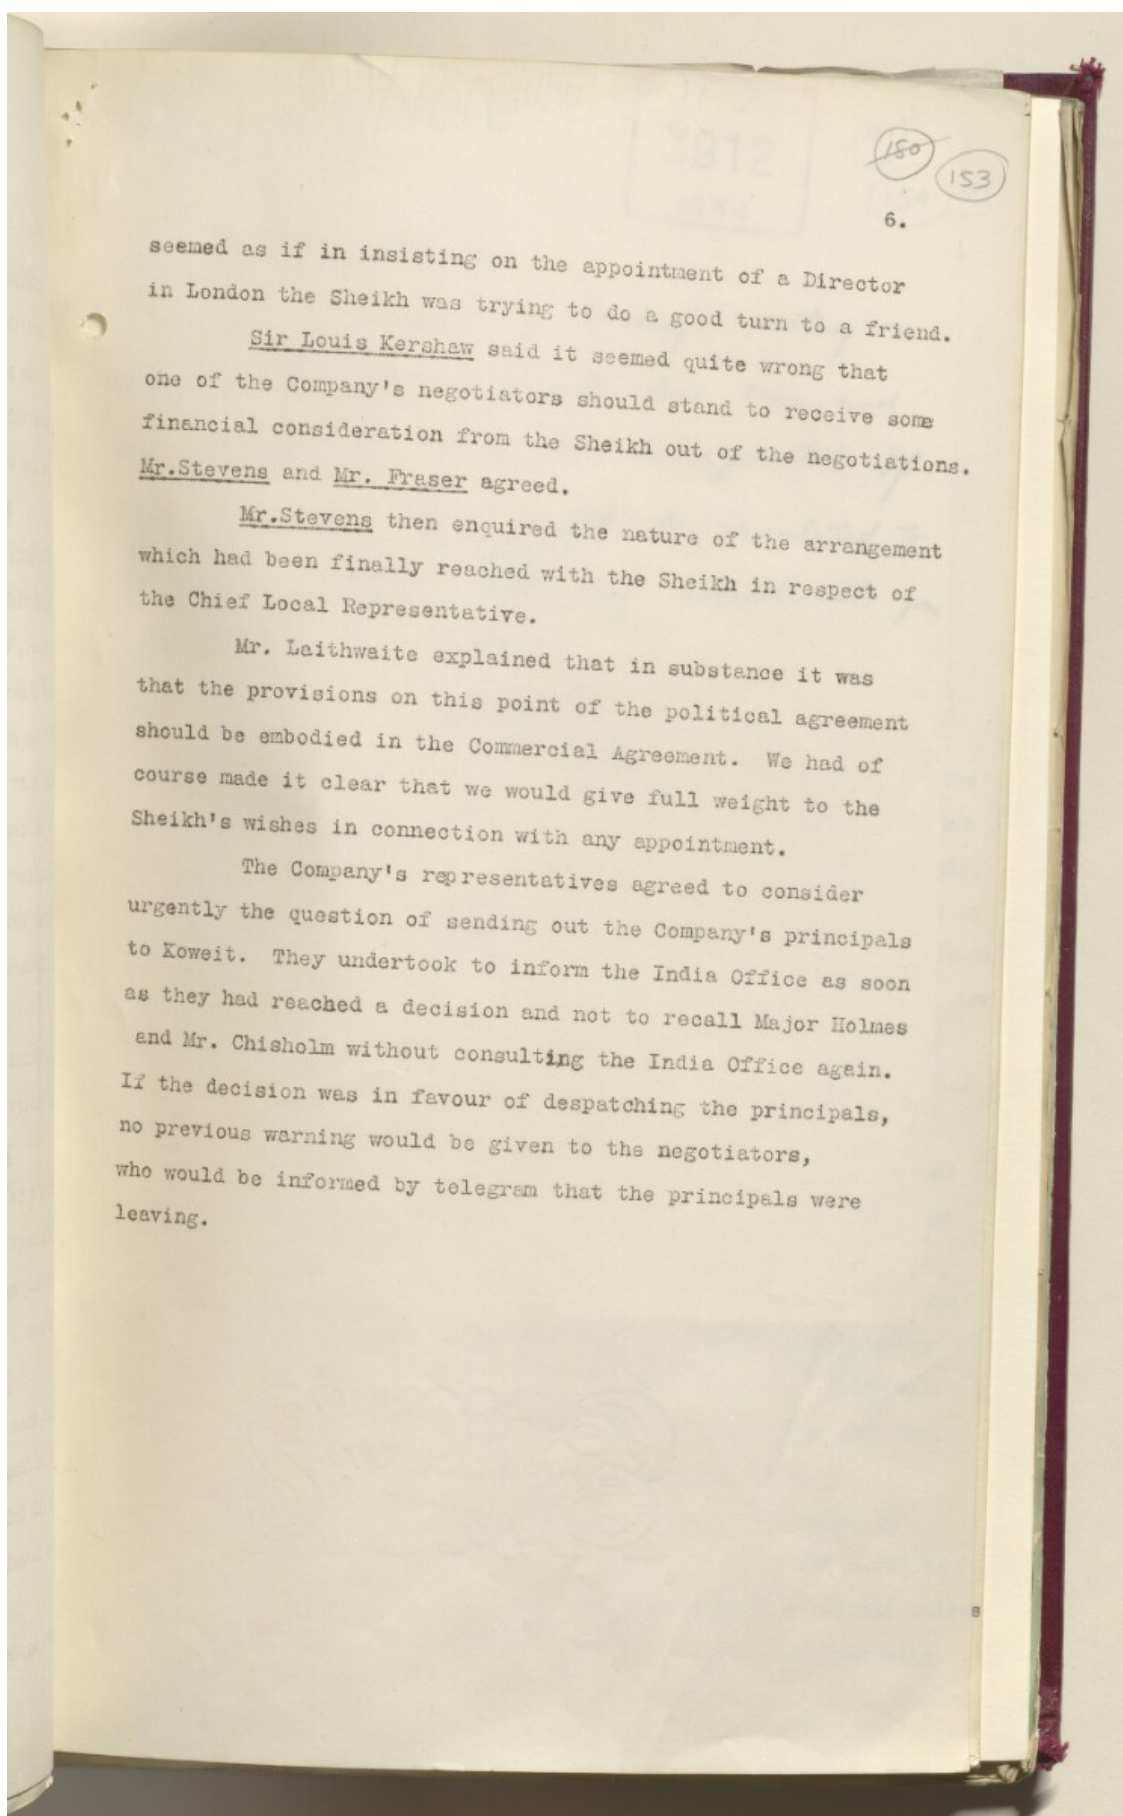 150
153
6.
seemed as if in insisting on the appointment of a Director
in London the Sheikh was trying to do a good turn to a friend.
Sir Louis Kershaw said it seemed quite wrong that
one of the Company's negotiators should stand to receive some
financial consideration from the Sheikh out of the negotiations.
Mr.Stevens and Mr. Fraser agreed.
Mr.Stevens then enquired the nature of the arrangement
which had been finally reached with the Sheikh in respect of
the Chief Local Representative.
Mr. Laithwaite explained that in substance it was
that the provisions on this point of the political agreement
should be embodied in the Commercial Agreement. We had of
course made it clear that we would give full weight to the
Sheikh's wishes in connection with any appointment.
The Company's representatives agreed to consider
urgently the question of sending out the Company's principals
to Koweit. They undertook to inform the India Office as soon
as they had reached a decision and not to recall Major Holmes
and Mr. Chisholm without consulting the India Office again.
If the decision was in favour of despatching the principals,
no previous warning would be given to the negotiators,
who would be informed by telegram that the principals were
leaving.
s